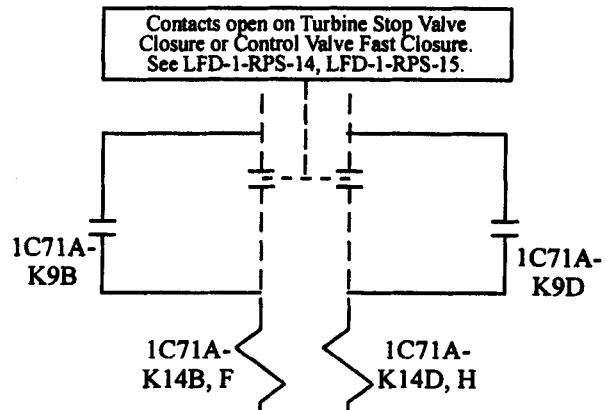 Contacts open on Turbine Stop Valve
Closure or Control Valve Fast Closure.
See LFD-1-RPS-14, LFD-1-RPS-15.
1C71A-
K9B
1C71A-
K9D
1C71A-
K14B, F
1C71A-
K14D, H